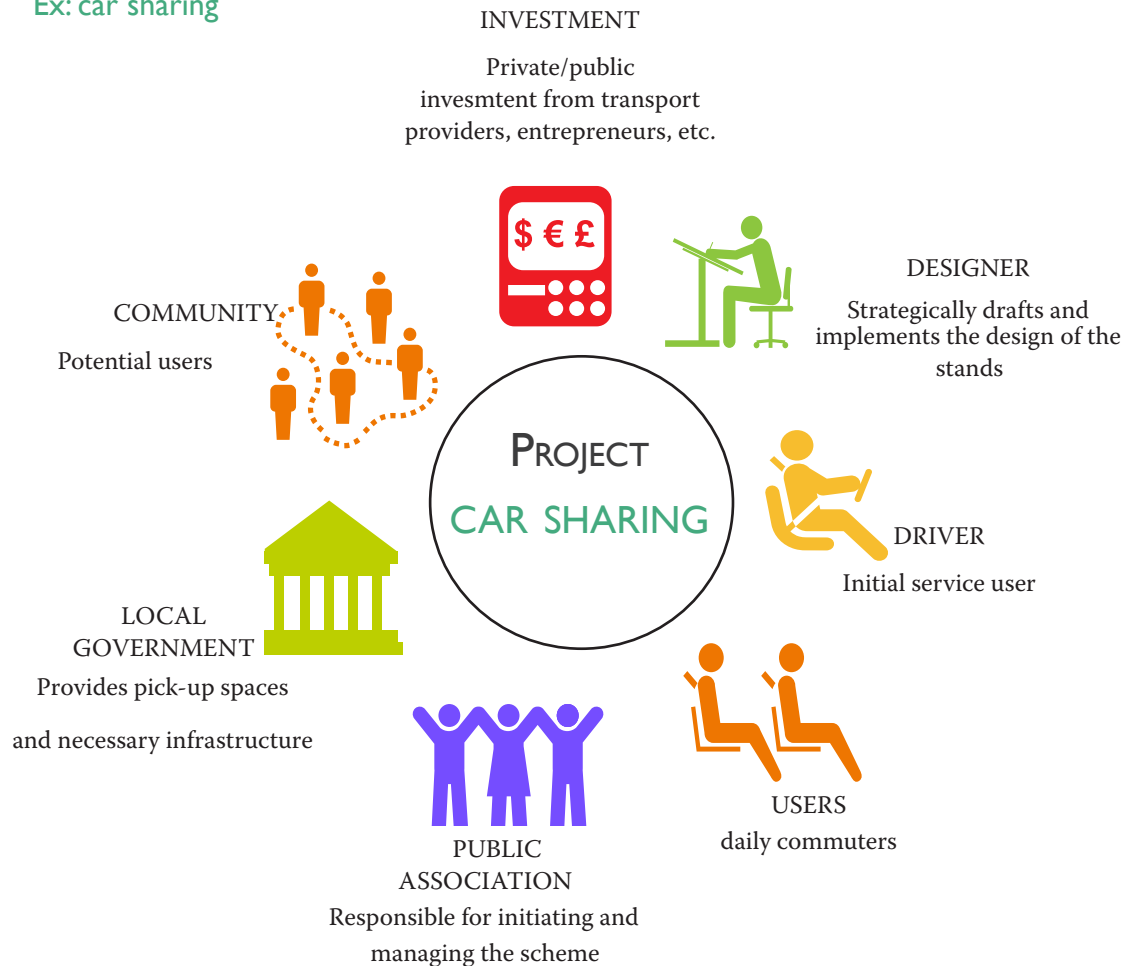 Ex: car sharing
INVESTMENT
Private/public
invesmtent from transport
providers, entrepreneurs, etc.
$ € £
DESIGNER
Strategically drafts and
implements the design of the
stands
COMMUNITY
Potential users
PROJECT
CAR SHARING
DRIVER
Initial service user
LOCAL
GOVERNMENT
Provides pick-up spaces
and necessary infrastructure
USERS
daily commuters
PUBLIC
ASSOCIATION
Responsible for initiating and
managing the scheme